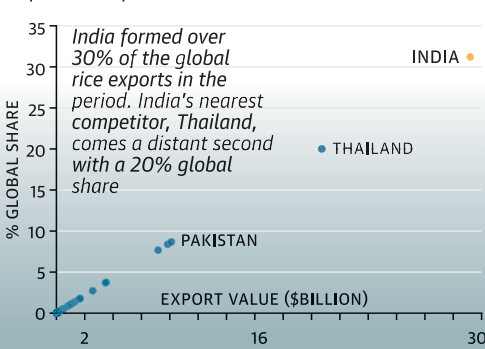 35
India formed over
30% of the global
rice exports in the
period. India's nearest
competitor, Thailand,
comes a distant second
with a 20% global
share
INDIA
30
25
20
THAILAND
15
10
PAKISTAN
5
0
% GLOBAL SHARE
EXPORT VALUE ($BILLION)
2 16 30